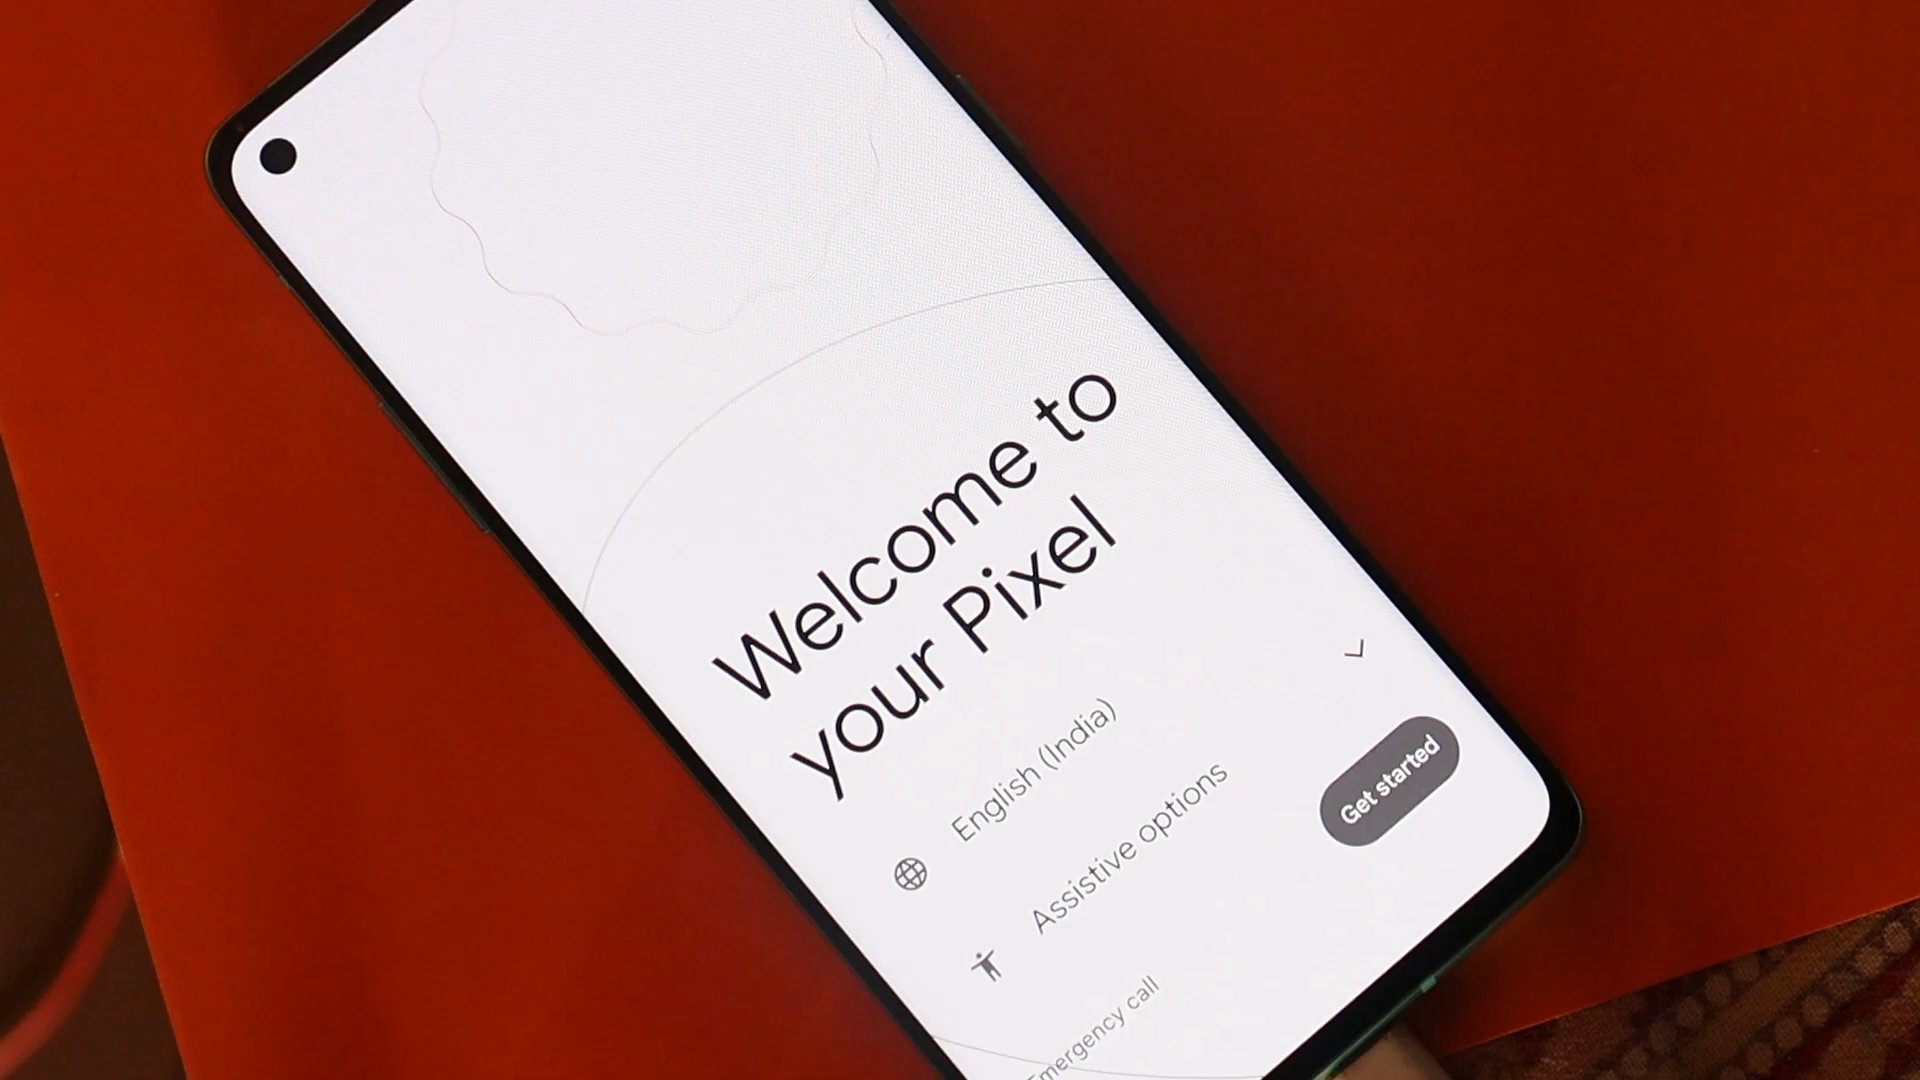 Welcome to
your Pixel
English (India)
Assistive options
Get started
Emergency call